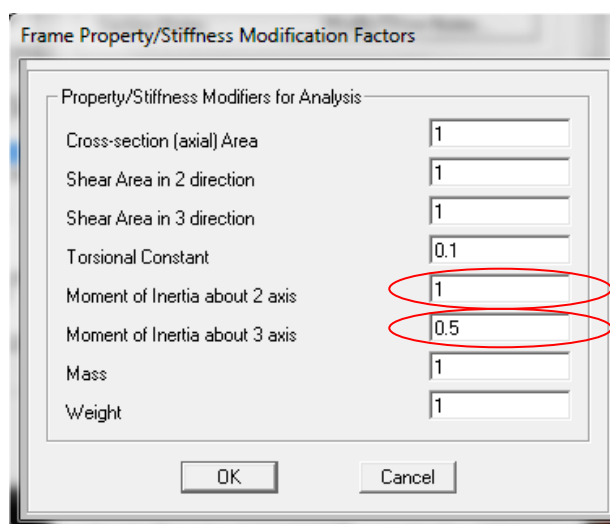 Frame Property/Stiffness Modification Factors
Property/Stiffness Modifiers for Analysis
Cross-section (axial) Area 1
Shear Area in 2 direction 1
Shear Area in 3 direction 1
Torsional Constant 0.1
Moment of Inertia about 2 axis 1
Moment of Inertia about 3 axis 0.5
Mass 1
Weight 1
OK Cancel